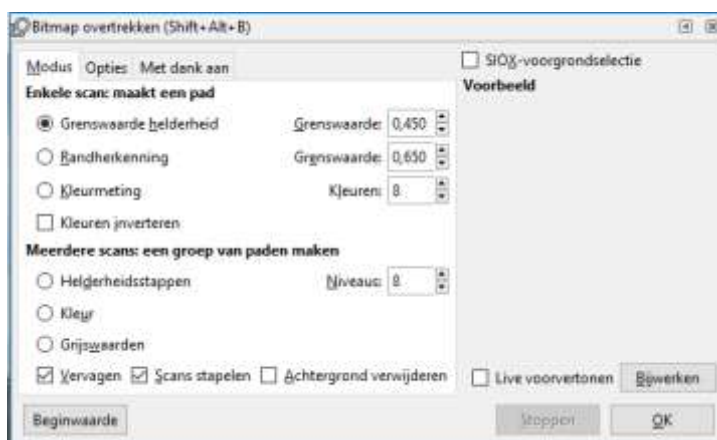 Bitmap overtrekken (Shift+Alt+B)
Modus Opties Met dank aan
SIOX-voorgrondselectie
Enkele scan: maakt een pad
Voorbeeld
Grenswaarde helderheid Grenswaarde: 0,450
Randherkenning Grenswaarde: 0,650
Kleurmeting Kleuren: 8
Kleuren inverteren
Meerdere scans: een groep van paden maken
Helderheidsstappen Niveaus: 8
Kleur
Grijswaarden
Vervagen Scans stapelen Achtergrond verwijderen
Live voorvertonen Bijwerken
Beginwaarde Stoppen OK